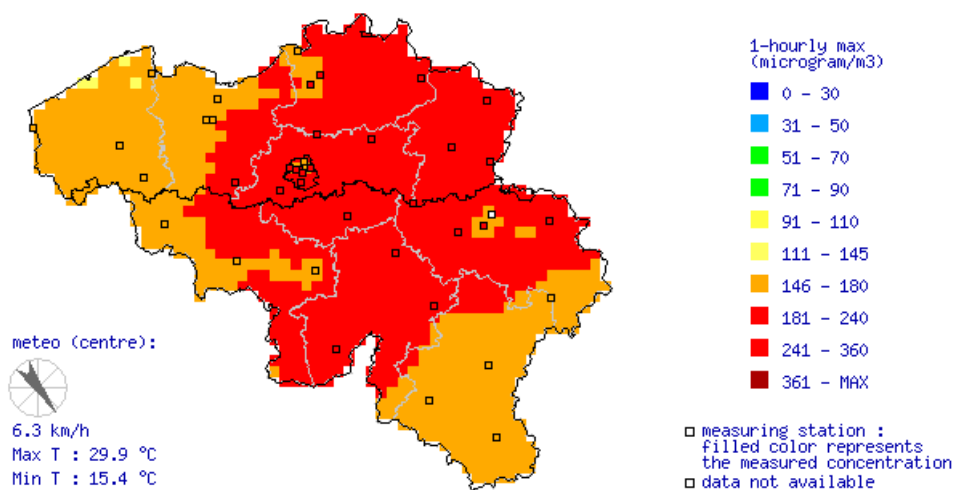 1-hourly max
(microgram/m3)
0 - 30
31 - 50
51 - 70
71 - 90
91 - 110
111 - 145
146 - 180
181 - 240
241 - 360
361 - MAX
meteo (centre):
6.3 km/h
Max T : 29.9 °C
Min T : 15.4 °C
measuring station :
filled color represents
the measured concentration
data not available